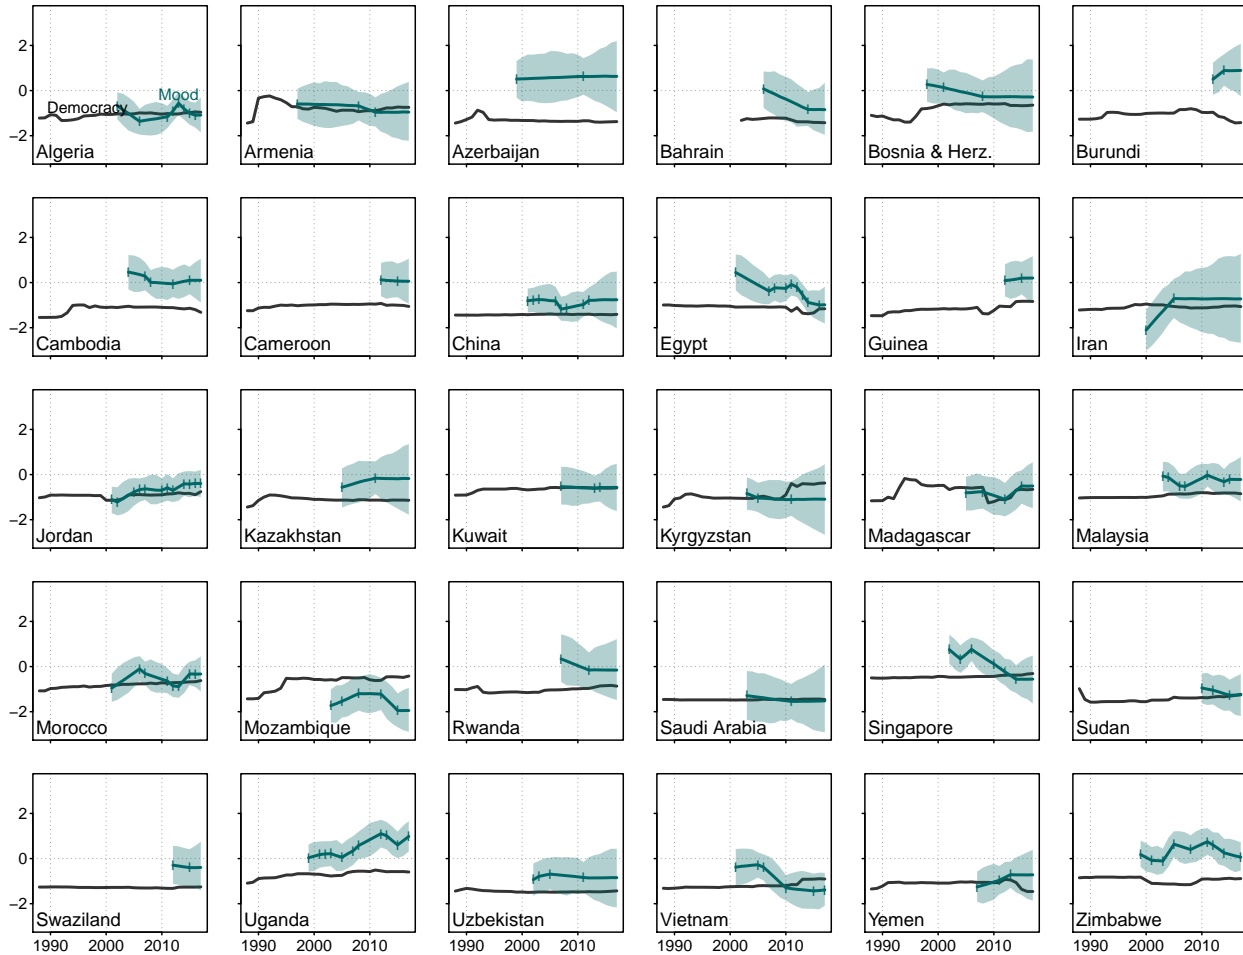 2
0
−2
Democracy
Mood
Algeria
Armenia
Azerbaijan
Bahrain
Bosnia & Herz.
Burundi
2
0
−2
Cambodia
Cameroon
China
Egypt
Guinea
Iran
2
0
−2
Jordan
Kazakhstan
Kuwait
Kyrgyzstan
Madagascar
Malaysia
2
0
−2
Morocco
Mozambique
Rwanda
Saudi Arabia
Singapore
Sudan
2
0
−2
Swaziland
Uganda
Uzbekistan
Vietnam
Yemen
Zimbabwe
1990 2000 2010 1990 2000 2010 1990 2000 2010 1990 2000 2010 1990 2000 2010 1990 2000 2010